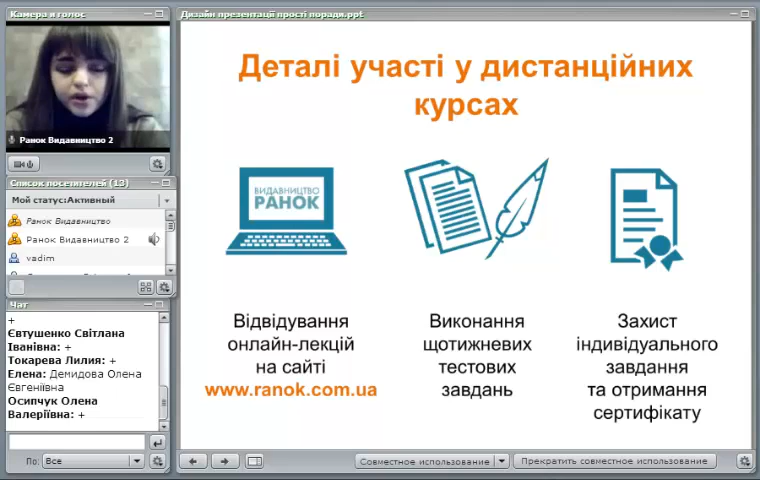 Камера и голос
Ранок Видавництво 2
Список посетителей (13)
Мой статус:Активный
Ранок Видавництво
Ранок Видавництво 2
vadim
Чат
+
Євтушенко Світлана
Іванівна: +
Токарева Лилия: +
Елена: Демидова Олена
Євгеніївна
Осипчук Олена
Валеріївна: +
По:
Все
Дизайн презентації прості поради.ppt
Деталі участі у дистанційних
курсах
ВИДАВНИЦТВО
РАНОК
Відвідування
онлайн-лекцій
на сайті
www.ranok.com.ua
Виконання
щотижневих
тестових
завдань
Захист
індивідуального
завдання
та отримання
сертифікату
Совместное использование
Прекратить совместное использование